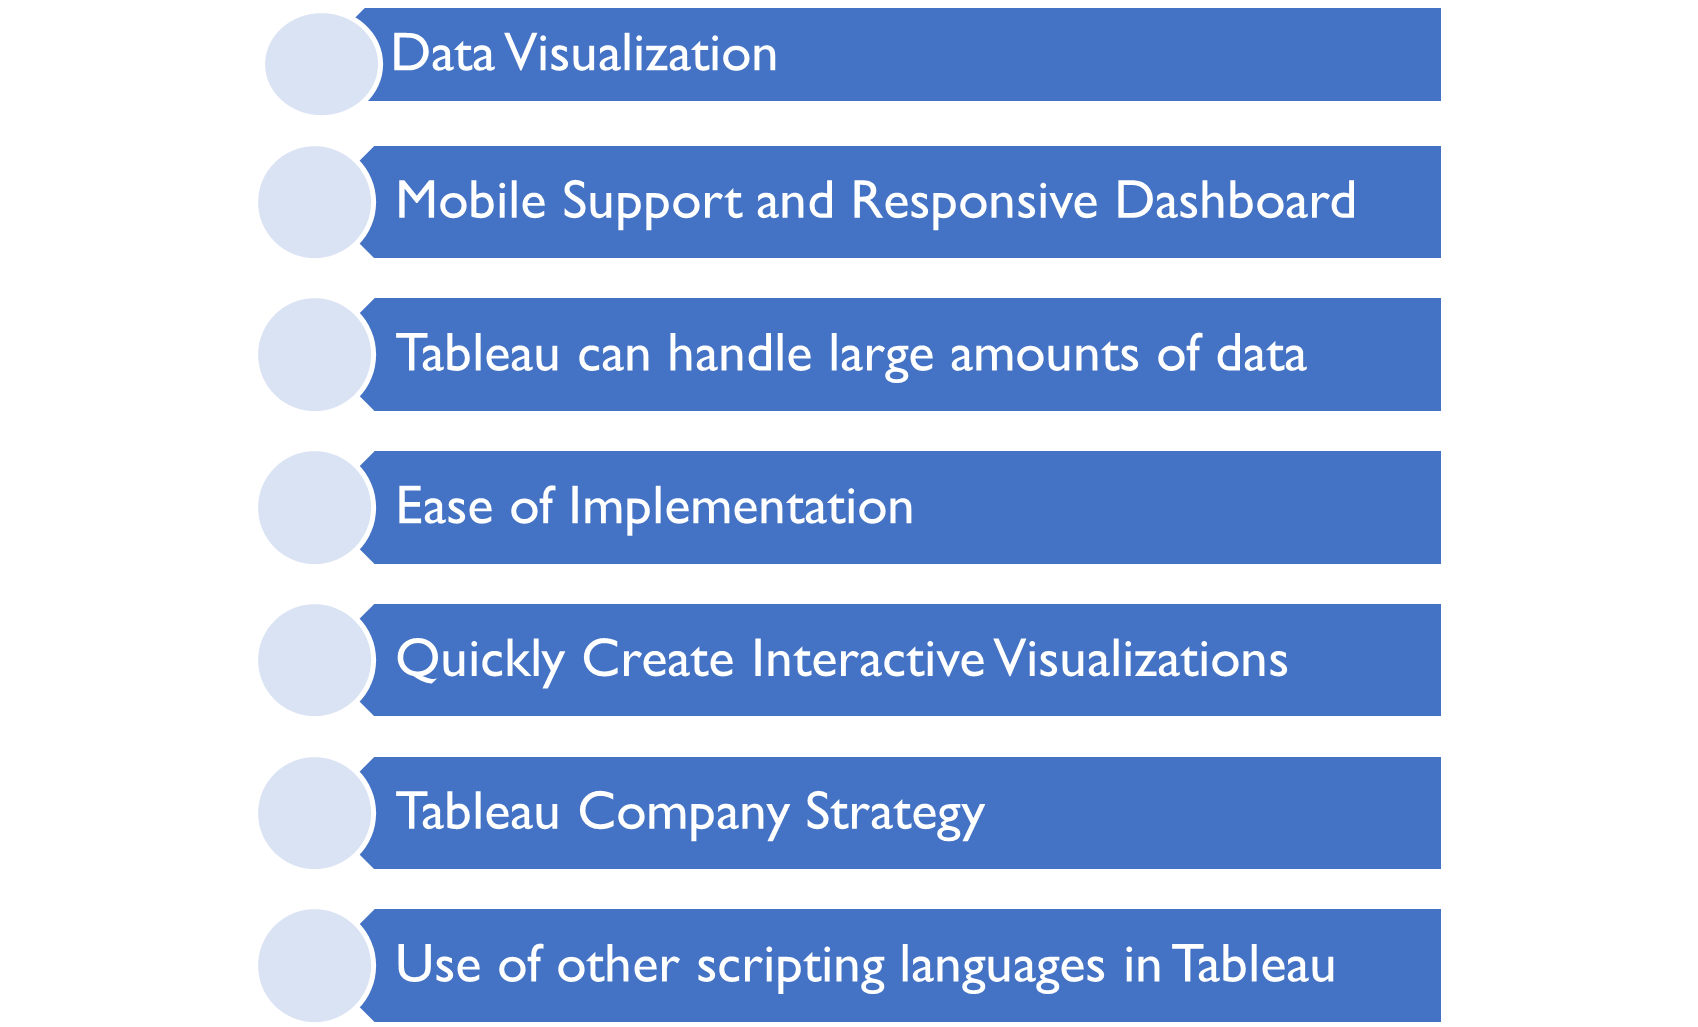 Data Visualization
Mobile Support and Responsive Dashboard
Tableau can handle large amounts of data
Ease of Implementation
Quickly Create Interactive Visualizations
Tableau Company Strategy
Use of other scripting languages in Tableau